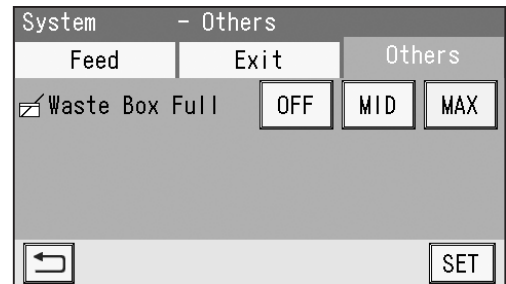 System - Others
Feed Exit Others
Waste Box Full OFF MID MAX
SET